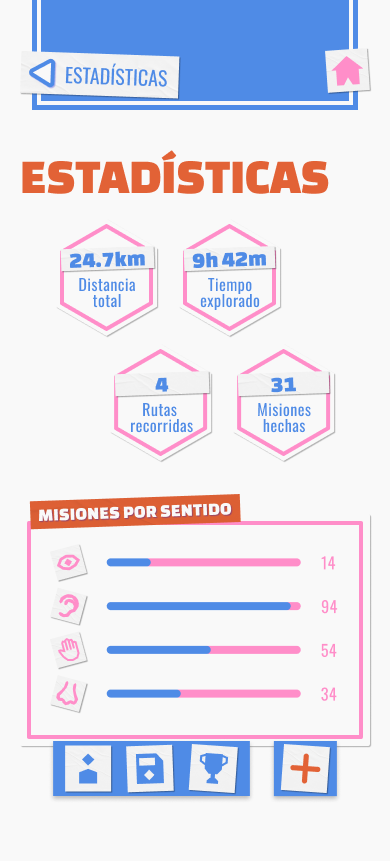 ESTADÍSTICAS
ESTADÍSTICAS
24.7km
Distancia
total
9h 42m
Tiempo
explorado
4
Rutas
recorridas
31
Misiones
hechas
MISIONES POR SENTIDO
14
94
54
34